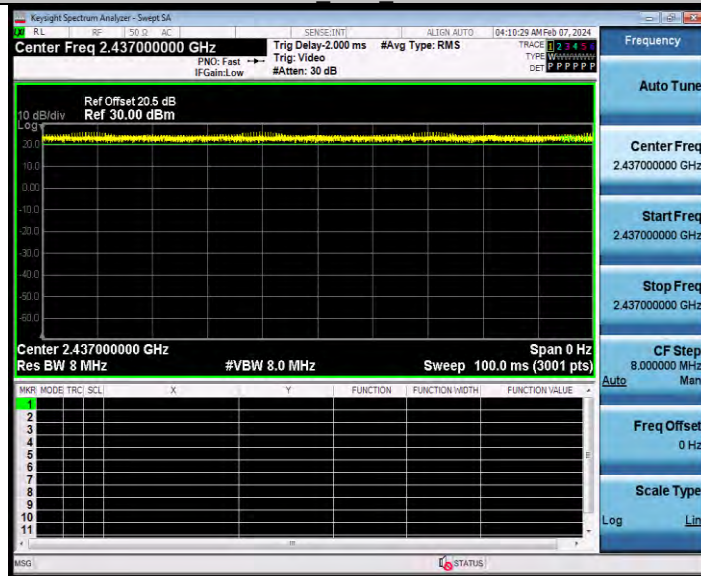 Keysight Spectrum Analyzer - Swept SA
RL RF 50 Ω AC SENSE:INT ALIGN AUTO 04:10:29 AM Feb 07, 2024
Center Freq 2.437000000 GHz
PNO: Fast
IFGain:Low
Trig Delay-2.000 ms
Trig: Video
#Atten: 30 dB
#Avg Type: RMS
TRACE 1 2 3 4 5 6
TYPE W
DET P P P P P P
Ref Offset 20.5 dB
10 dB/div Ref 30.00 dBm
Log
20.0
10.0
0.00
-10.0
-20.0
-30.0
-40.0
-50.0
-60.0
Center 2.437000000 GHz Span 0 Hz
Res BW 8 MHz #VBW 8.0 MHz Sweep 100.0 ms (3001 pts)
MKR MODE TRC SCL X Y FUNCTION FUNCTION WIDTH FUNCTION VALUE
1
2
3
4
5
6
7
8
9
10
11
MSG STATUS
Frequency
Auto Tune
Center Freq
2.437000000 GHz
Start Freq
2.437000000 GHz
Stop Freq
2.437000000 GHz
CF Step
8.000000 MHz
Auto Man
Freq Offset
0 Hz
Scale Type
Log Lin